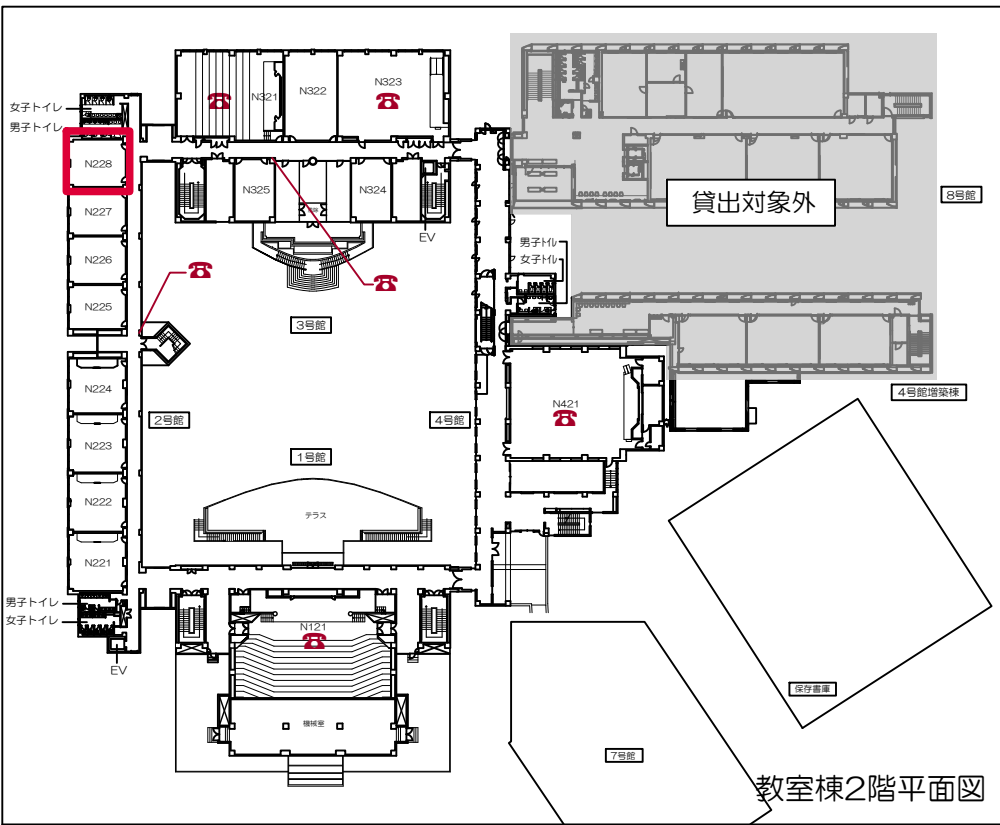 N321
N322
N323
女子トイレ
男子トイレ
N228
貸出対象外
8号館
N325
N324
N227
EV
男子トイレ
女子トイレ
N226
N225
3号館
N224
4号館増築棟
N421
2号館
4号館
N223
1号館
N222
テラス
N221
男子トイレ
女子トイレ
N121
EV
保存書庫
機械室
7号館
教室棟2階平面図